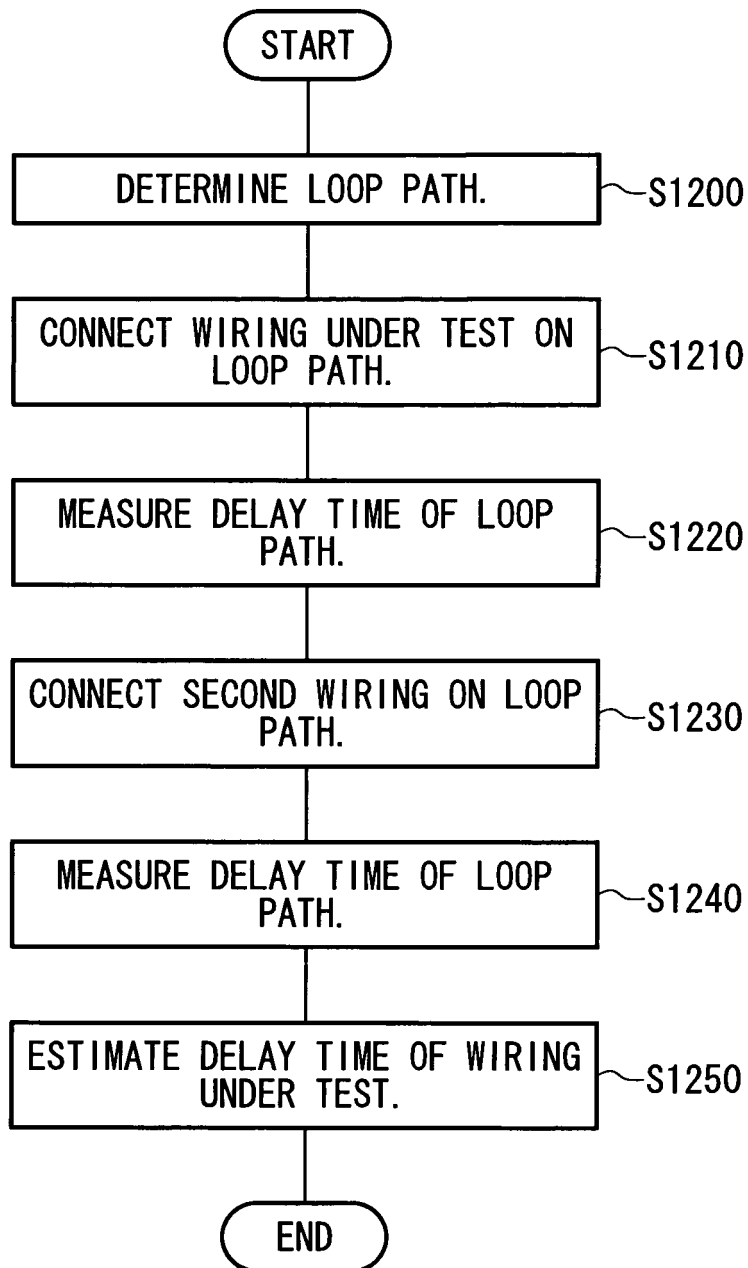 START
DETERMINE LOOP PATH.
S1200
CONNECT WIRING UNDER TEST ON
LOOP PATH.
S1210
MEASURE DELAY TIME OF LOOP
PATH.
S1220
CONNECT SECOND WIRING ON LOOP
PATH.
S1230
MEASURE DELAY TIME OF LOOP
PATH.
S1240
ESTIMATE DELAY TIME OF WIRING
UNDER TEST.
S1250
END